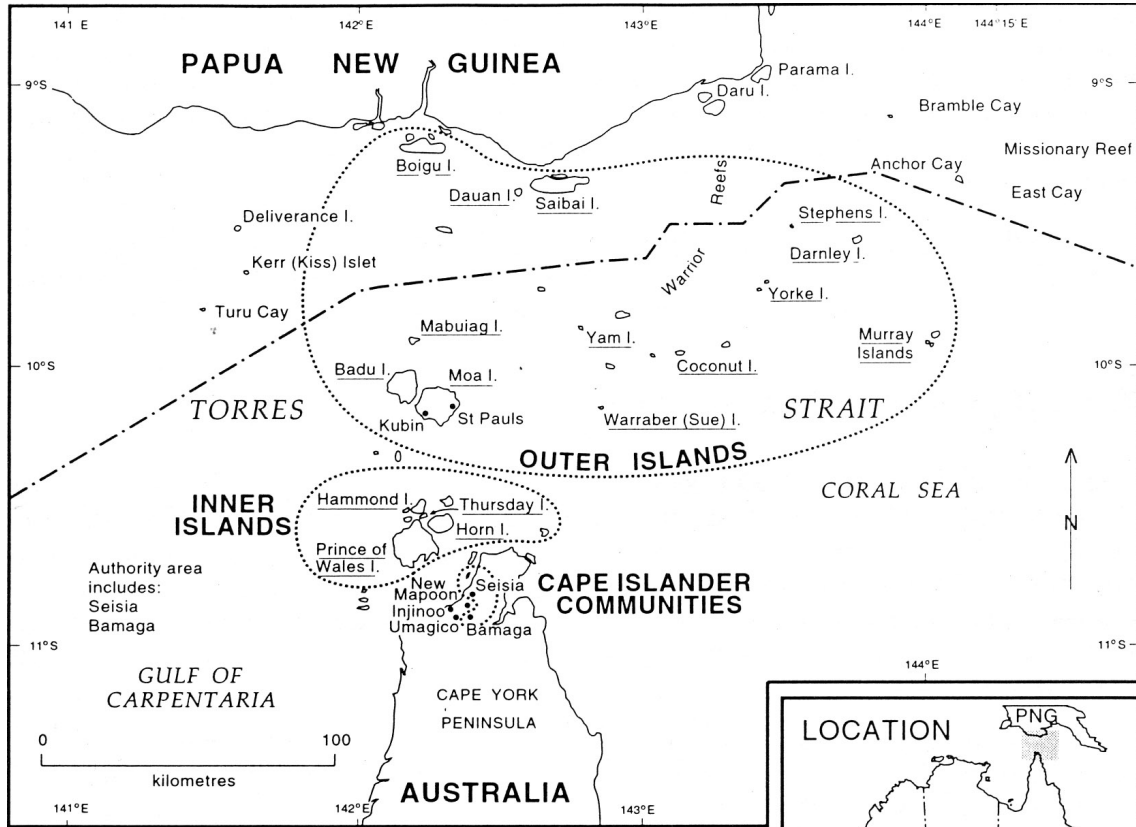 141 E
142°E
143°E
144°E
144°15'E
PAPUA NEW GUINEA
9°S
9°S
Parama I.
Daru I.
Bramble Cay
Missionary Reef
Anchor Cay
East Cay
Boigu I.
Dauan I.
Saibai I.
Reefs
Warrior
Stephens I.
Darnley I.
Deliverance I.
Kerr (Kiss) Islet
Turu Cay
Yorke I.
Mabuiag I.
Yam I.
Murray
Islands
Coconut I.
10°S
10°S
Badu I.
Moa I.
TORRES
STRAIT
Kubin
St Pauls
Warraber (Sue) I.
OUTER ISLANDS
CORAL SEA
INNER
ISLANDS
Hammond I.
Thursday I.
Horn I.
Prince of
Wales I.
N
Authority area
includes:
Seisia
Bamaga
New
Mapoon
Seisia
Injinoo
Umagico
Bamaga
CAPE ISLANDER
COMMUNITIES
11°S
11°S
GULF OF
CARPENTARIA
CAPE YORK
PENINSULA
144°E
0
100
kilometres
LOCATION
PNG
AUSTRALIA
141°E
142°E
143°E